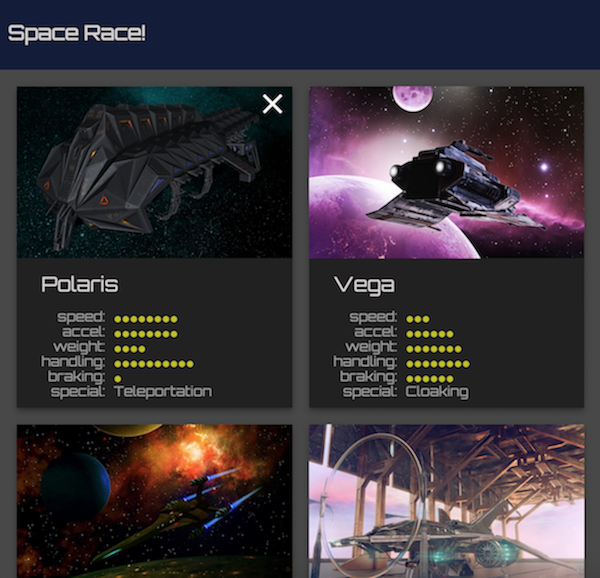 Space Race!
Polaris
speed: ●●●●●●●●
accel: ●●●●●●●●
weight: ●●●●
handling: ●●●●●●●●●●
braking: ●
special: Teleportation
Vega
speed: ●●●
accel: ●●●●●●
weight: ●●●●●●●
handling: ●●●●●●●●
braking: ●●●●●●
special: Cloaking